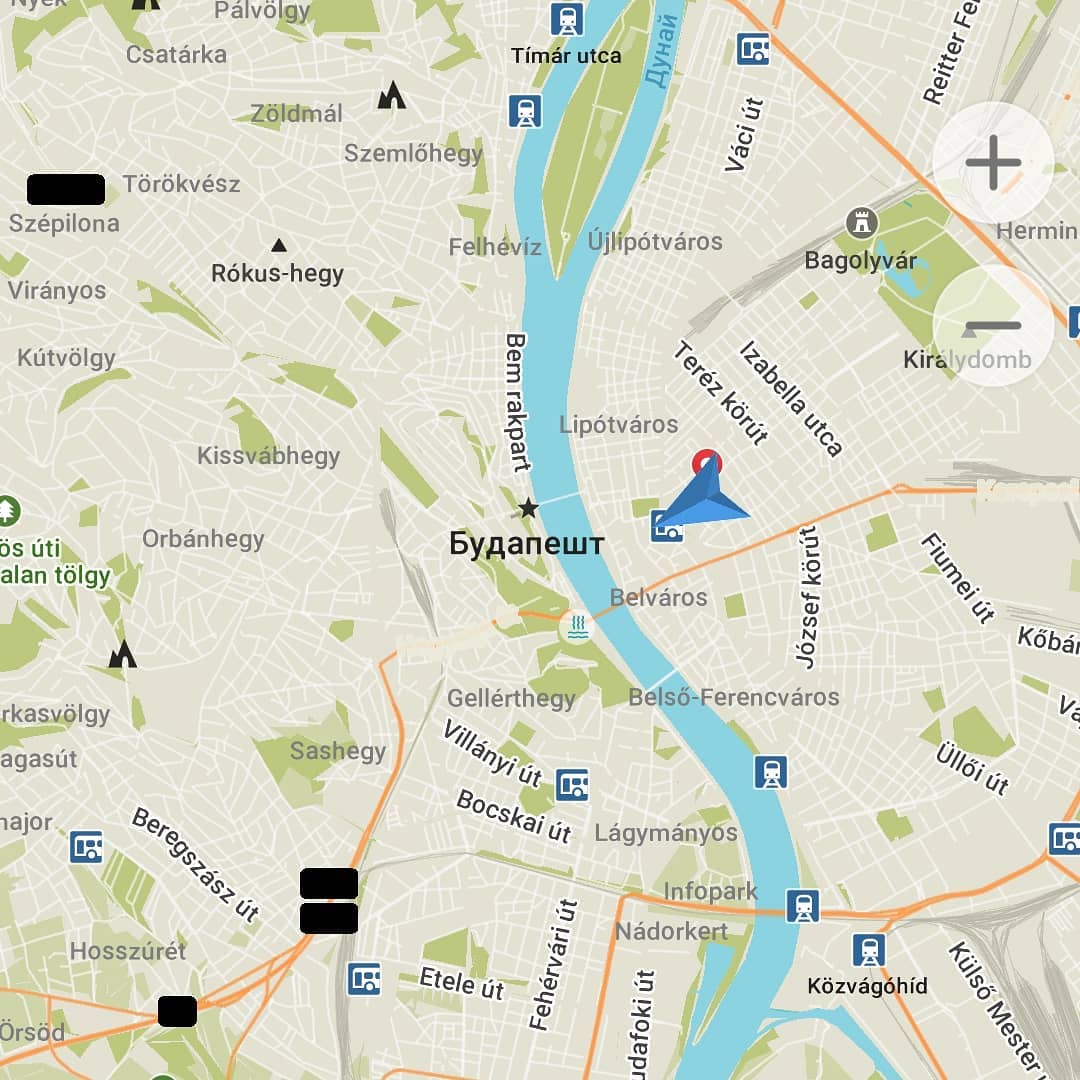 Pálvölgy
Tímár utca
Csatárka
Дунай
Zöldmál
Váci út
Szemlőhegy
Törökvész
Szépilona
Felhévíz
Újlipótváros
Hermin
Rókus-hegy
Bagolyvár
Virányos
Kútvölgy
Bem rakpart
Teréz körút
Izabella utca
Királydomb
Lipótváros
Kissvábhegy
Orbánhegy
Будапешт
ös úti
alan tölgy
József körút
Fiumei út
Belváros
Kőbán
Gellérthegy
Belső-Ferencváros
rkasvölgy
Villányi út
Sashegy
agasút
Üllői út
Bocskai út
major
Beregszász út
Lágymányos
Infopark
Nádorkert
Hosszúrét
Fehérvári út
Etele út
Közvágóhíd
Külső Mester
udafoki út
Örsöd